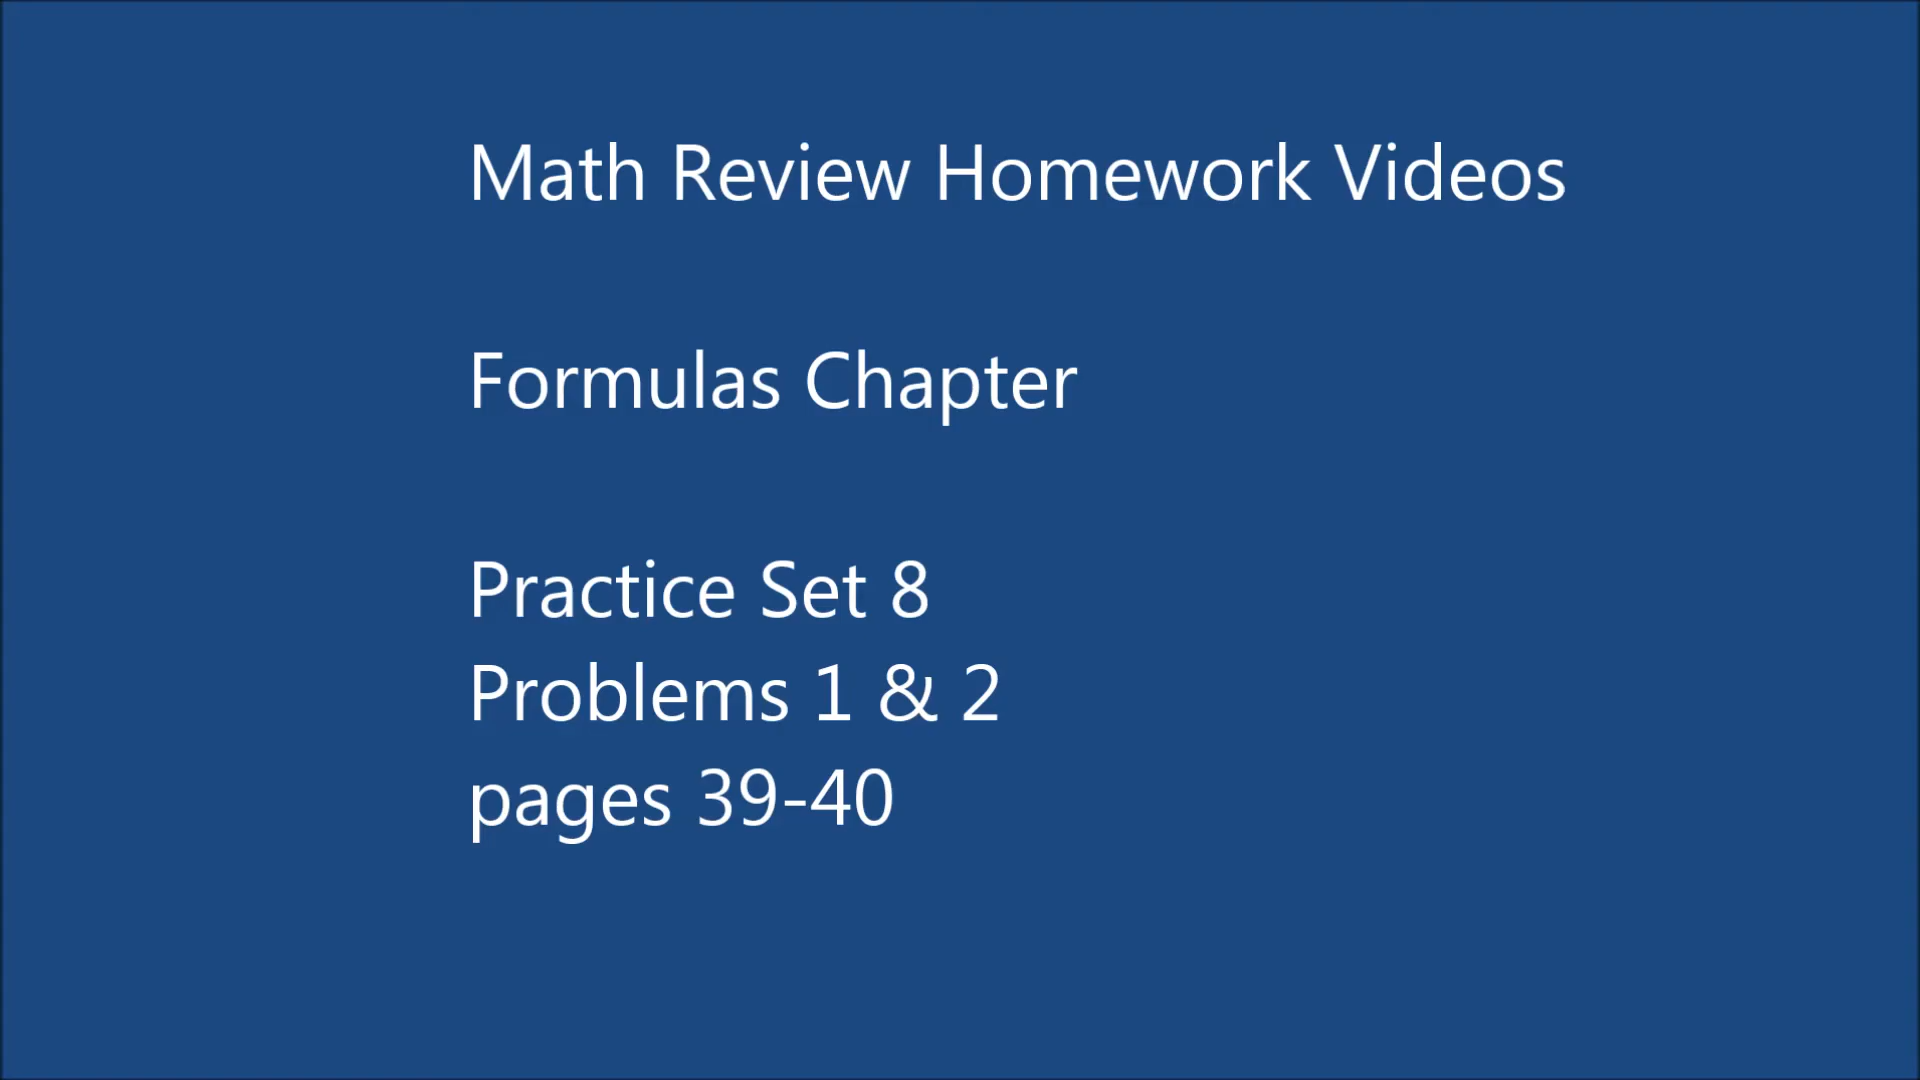 Math Review Homework Videos
Formulas Chapter
Practice Set 8
Problems 1 & 2
pages 39-40